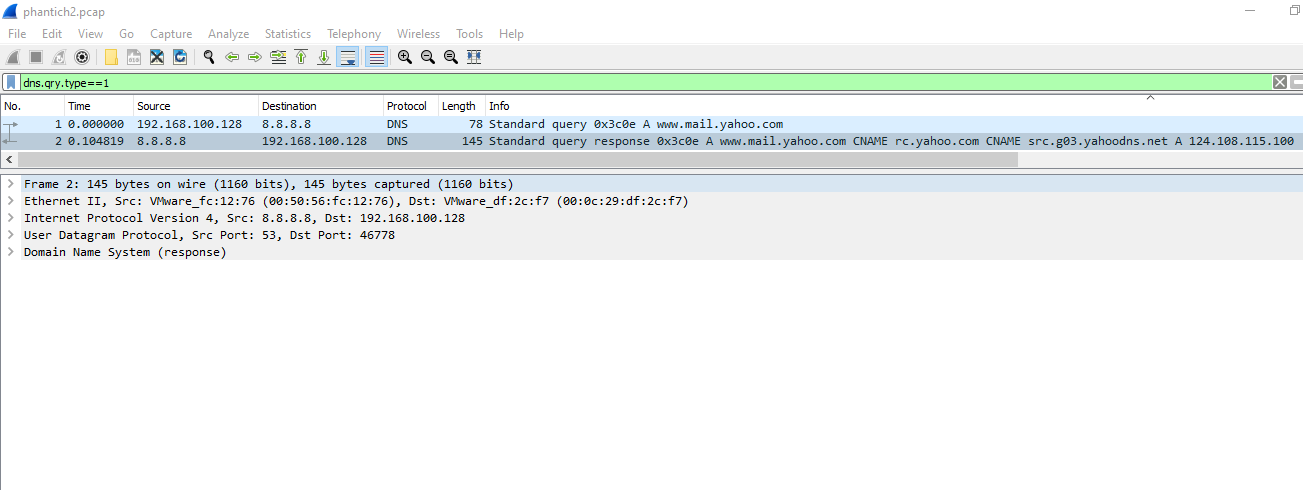 phantich2.pcap
File Edit View Go Capture Analyze Statistics Telephony Wireless Tools Help
dns.qry.type==1
No. Time Source Destination Protocol Length Info
1 0.000000 192.168.100.128 8.8.8.8 DNS 78 Standard query 0x3c0e A www.mail.yahoo.com
2 0.104819 8.8.8.8 192.168.100.128 DNS 145 Standard query response 0x3c0e A www.mail.yahoo.com CNAME rc.yahoo.com CNAME src.g03.yahoodns.net A 124.108.115.100
Frame 2: 145 bytes on wire (1160 bits), 145 bytes captured (1160 bits)
Ethernet II, Src: VMware_fc:12:76 (00:50:56:fc:12:76), Dst: VMware_df:2c:f7 (00:0c:29:df:2c:f7)
Internet Protocol Version 4, Src: 8.8.8.8, Dst: 192.168.100.128
User Datagram Protocol, Src Port: 53, Dst Port: 46778
Domain Name System (response)